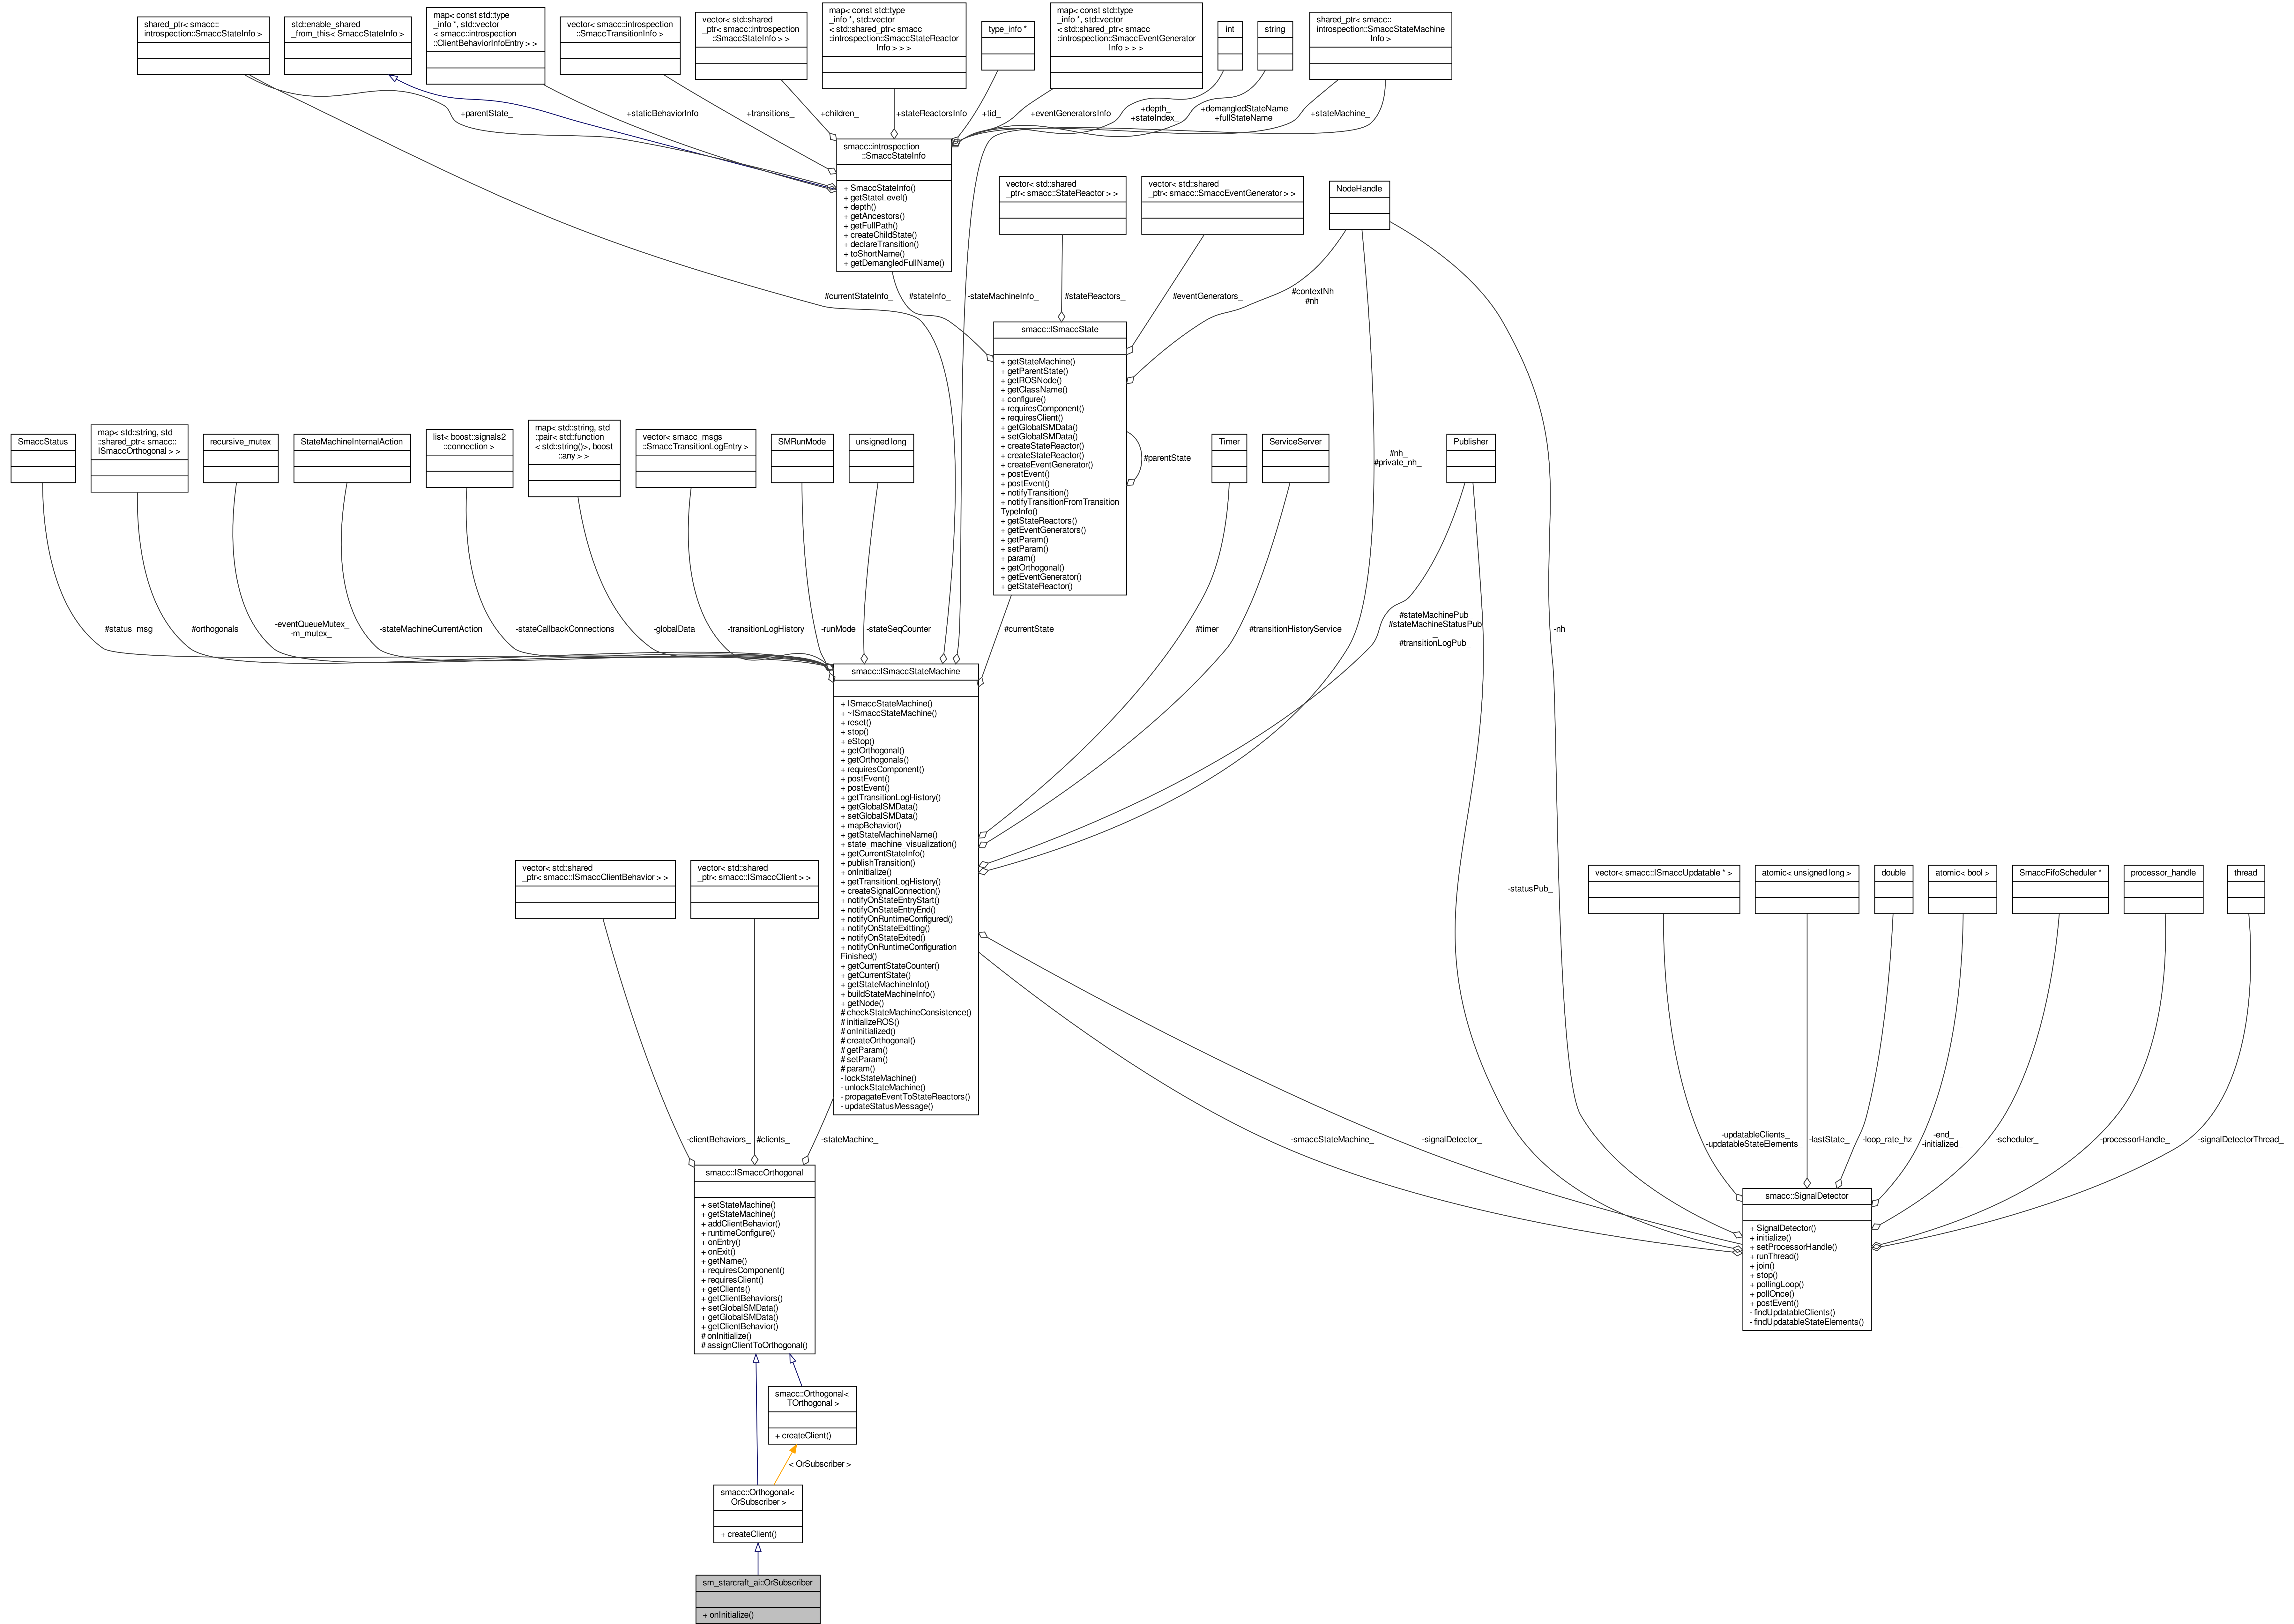 shared_ptr< smacc::
introspection::SmaccStateInfo >
std::enable_shared
_from_this< SmaccStateInfo >
map< const std::type
_info *, std::vector
< smacc::introspection
::ClientBehaviorInfoEntry > >
vector< smacc::introspection
::SmaccTransitionInfo >
vector< std::shared
_ptr< smacc::introspection
::SmaccStateInfo > >
map< const std::type
_info *, std::vector
< std::shared_ptr< smacc
::introspection::SmaccStateReactor
Info > > >
type_info *
map< const std::type
_info *, std::vector
< std::shared_ptr< smacc
::introspection::SmaccEventGenerator
Info > > >
int
string
shared_ptr< smacc::
introspection::SmaccStateMachine
Info >
+parentState_
+staticBehaviorInfo
+transitions_
+children_
+stateReactorsInfo
+tid_
+eventGeneratorsInfo
+depth_
+stateIndex_
+demangledStateName
+fullStateName
+stateMachine_
smacc::introspection
::SmaccStateInfo
+ SmaccStateInfo()
+ getStateLevel()
+ depth()
+ getAncestors()
+ getFullPath()
+ createChildState()
+ declareTransition()
+ toShortName()
+ getDemangledFullName()
vector< std::shared
_ptr< smacc::StateReactor > >
vector< std::shared
_ptr< smacc::SmaccEventGenerator > >
NodeHandle
#currentStateInfo_
#stateInfo_
-stateMachineInfo_
#stateReactors_
#eventGenerators_
#contextNh
#nh
smacc::ISmaccState
+ getStateMachine()
+ getParentState()
+ getROSNode()
+ getClassName()
+ configure()
+ requiresComponent()
+ requiresClient()
+ getGlobalSMData()
+ setGlobalSMData()
+ createStateReactor()
+ createStateReactor()
+ createEventGenerator()
+ postEvent()
+ postEvent()
+ notifyTransition()
+ notifyTransitionFromTransition
TypeInfo()
+ getStateReactors()
+ getEventGenerators()
+ getParam()
+ setParam()
+ param()
+ getOrthogonal()
+ getEventGenerator()
+ getStateReactor()
#parentState_
SmaccStatus
map< std::string, std
::shared_ptr< smacc::
ISmaccOrthogonal > >
recursive_mutex
StateMachineInternalAction
list< boost::signals2
::connection >
map< std::string, std
::pair< std::function
< std::string()>, boost
::any > >
vector< smacc_msgs
::SmaccTransitionLogEntry >
SMRunMode
unsigned long
Timer
ServiceServer
#nh_
#private_nh_
Publisher
#status_msg_
#orthogonals_
-eventQueueMutex_
-m_mutex_
-stateMachineCurrentAction
-stateCallbackConnections
-globalData_
-transitionLogHistory_
-runMode_
-stateSeqCounter_
#currentState_
#timer_
#transitionHistoryService_
#stateMachinePub_
#stateMachineStatusPub
_
#transitionLogPub_
-nh_
smacc::ISmaccStateMachine
+ ISmaccStateMachine()
+ ~ISmaccStateMachine()
+ reset()
+ stop()
+ eStop()
+ getOrthogonal()
+ getOrthogonals()
+ requiresComponent()
+ postEvent()
+ postEvent()
+ getTransitionLogHistory()
+ getGlobalSMData()
+ setGlobalSMData()
+ mapBehavior()
+ getStateMachineName()
+ state_machine_visualization()
+ getCurrentStateInfo()
+ publishTransition()
+ onInitialize()
+ getTransitionLogHistory()
+ createSignalConnection()
+ notifyOnStateEntryStart()
+ notifyOnStateEntryEnd()
+ notifyOnRuntimeConfigured()
+ notifyOnStateExitting()
+ notifyOnStateExited()
+ notifyOnRuntimeConfiguration
Finished()
+ getCurrentStateCounter()
+ getCurrentState()
+ getStateMachineInfo()
+ buildStateMachineInfo()
+ getNode()
# checkStateMachineConsistence()
# initializeROS()
# onInitialized()
# createOrthogonal()
# getParam()
# setParam()
# param()
- lockStateMachine()
- unlockStateMachine()
- propagateEventToStateReactors()
- updateStatusMessage()
vector< std::shared
_ptr< smacc::ISmaccClientBehavior > >
vector< std::shared
_ptr< smacc::ISmaccClient > >
-statusPub_
vector< smacc::ISmaccUpdatable * >
atomic< unsigned long >
double
atomic< bool >
SmaccFifoScheduler *
processor_handle
thread
-clientBehaviors_
#clients_
-stateMachine_
-smaccStateMachine_
-signalDetector_
-updatableClients_
-updatableStateElements_
-lastState_
-loop_rate_hz
-end_
-initialized_
-scheduler_
-processorHandle_
-signalDetectorThread_
smacc::ISmaccOrthogonal
+ setStateMachine()
+ getStateMachine()
+ addClientBehavior()
+ runtimeConfigure()
+ onEntry()
+ onExit()
+ getName()
+ requiresComponent()
+ requiresClient()
+ getClients()
+ getClientBehaviors()
+ setGlobalSMData()
+ getGlobalSMData()
+ getClientBehavior()
# onInitialize()
# assignClientToOrthogonal()
smacc::SignalDetector
+ SignalDetector()
+ initialize()
+ setProcessorHandle()
+ runThread()
+ join()
+ stop()
+ pollingLoop()
+ pollOnce()
+ postEvent()
- findUpdatableClients()
- findUpdatableStateElements()
smacc::Orthogonal<
TOrthogonal >
+ createClient()
< OrSubscriber >
smacc::Orthogonal<
OrSubscriber >
+ createClient()
sm_starcraft_ai::OrSubscriber
+ onInitialize()